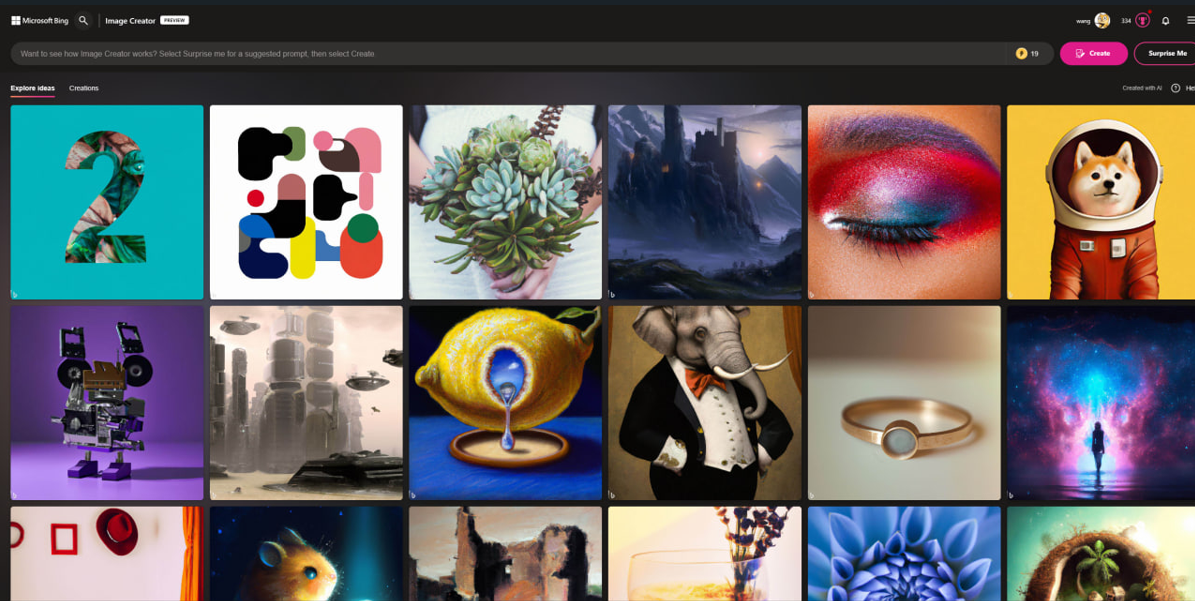 Microsoft Bing
Image Creator PREVIEW
wang
334
Want to see how Image Creator works? Select Surprise me for a suggested prompt, then select Create.
19
Create
Surprise Me
Explore ideas
Creations
Created with AI
2